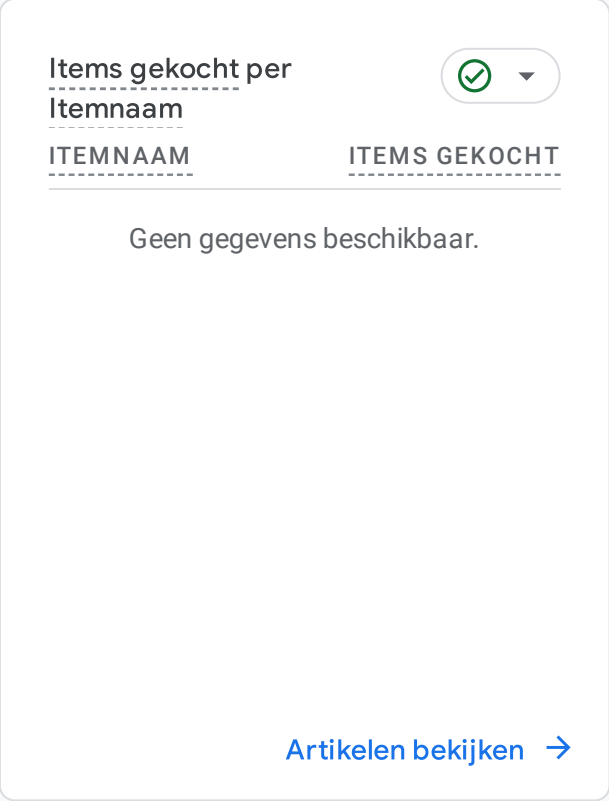 Items gekocht per
Itemnaam
ITEMNAAM ITEMS GEKOCHT
Geen gegevens beschikbaar.
Artikelen bekijken